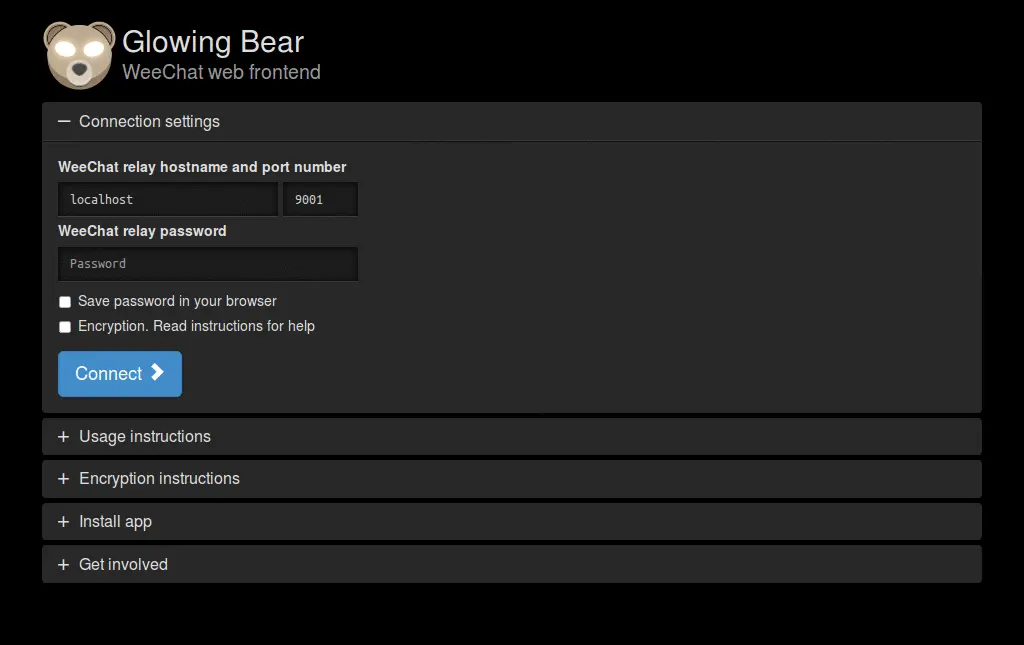 Glowing Bear
WeeChat web frontend
Connection settings
WeeChat relay hostname and port number
localhost 9001
WeeChat relay password
Password
Save password in your browser
Encryption. Read instructions for help
Connect
Usage instructions
Encryption instructions
Install app
Get involved